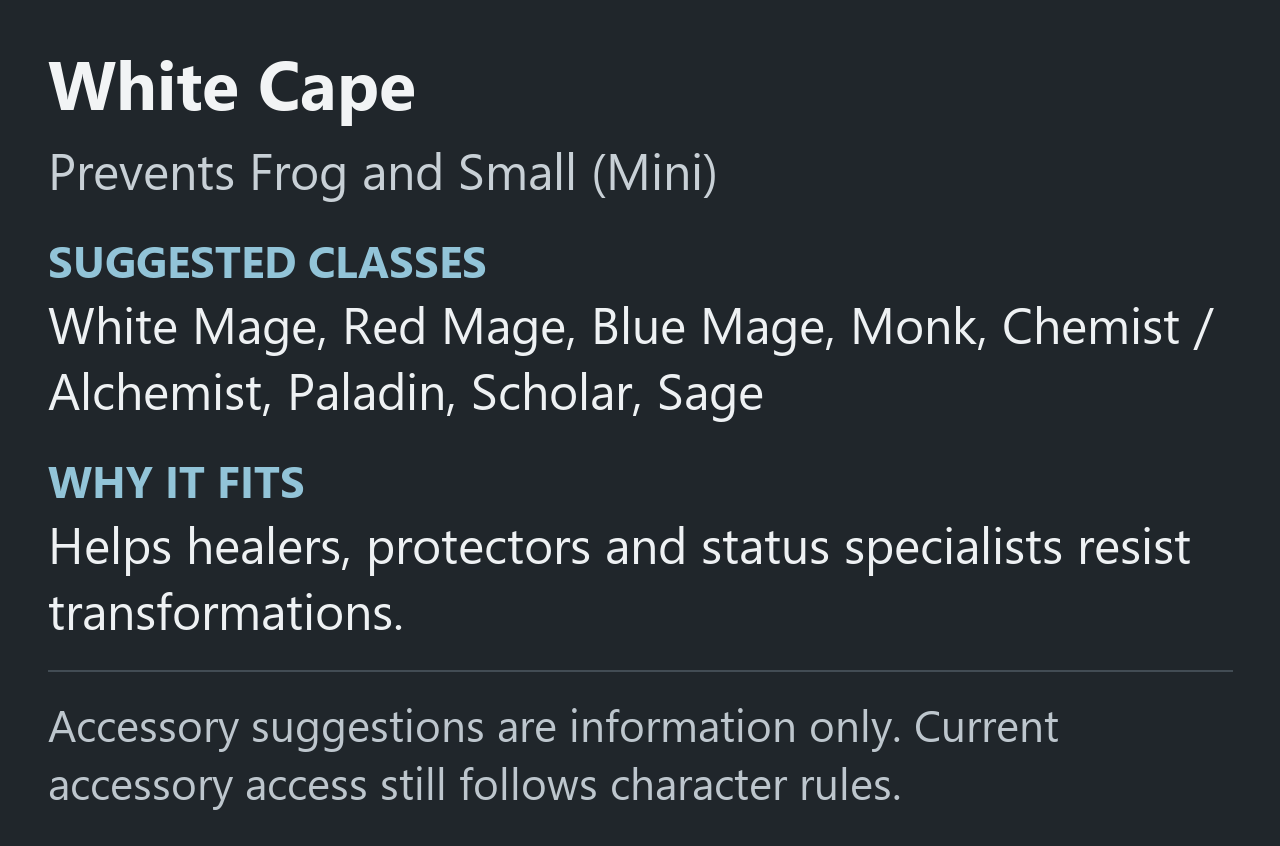 White Cape
Prevents Frog and Small (Mini)
SUGGESTED CLASSES
White Mage, Red Mage, Blue Mage, Monk, Chemist /
Alchemist, Paladin, Scholar, Sage
WHY IT FITS
Helps healers, protectors and status specialists resist
transformations.
Accessory suggestions are information only. Current
accessory access still follows character rules.